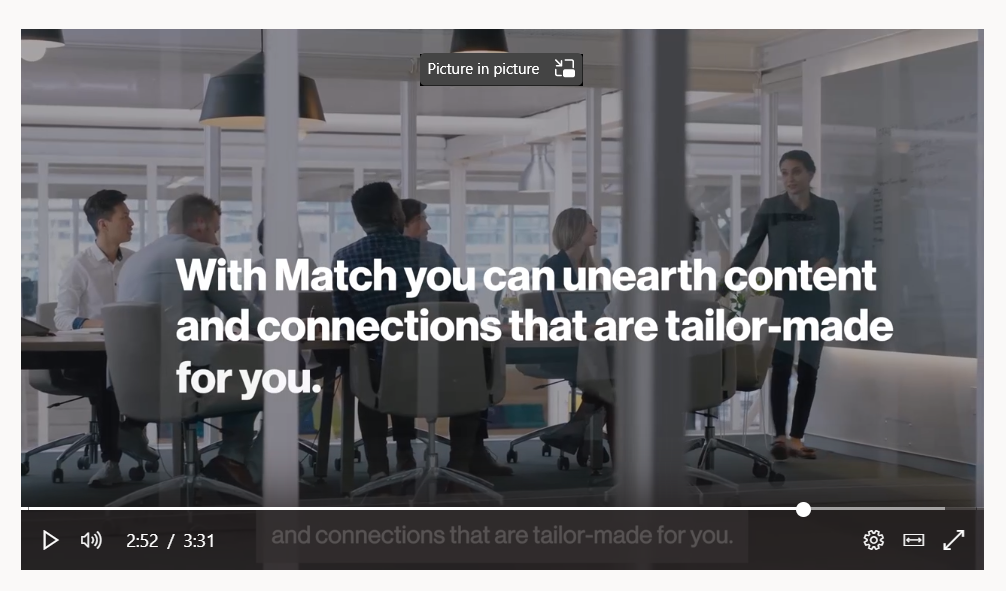 Picture in picture
With Match you can unearth content
and connections that are tailor-made
for you.
and connections that are tailor-made for you.
2:52 / 3:31